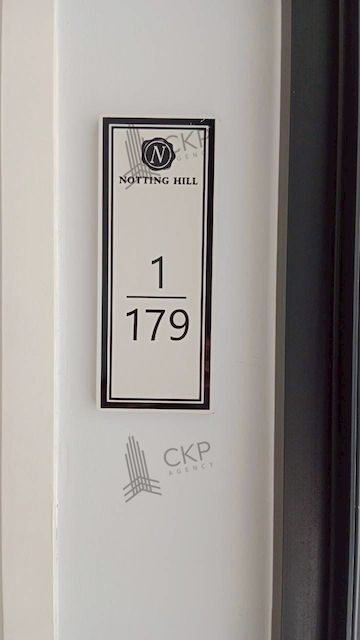 CKP
AGENCY
N
NOTTING HILL
1
179
CKP
AGENCY